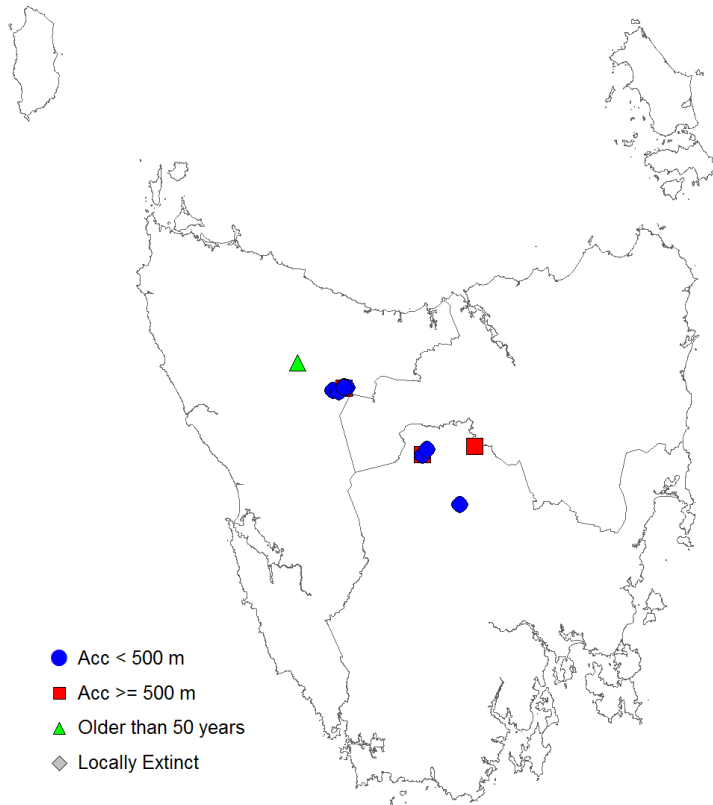 Acc < 500 m
Acc >= 500 m
Older than 50 years
Locally Extinct